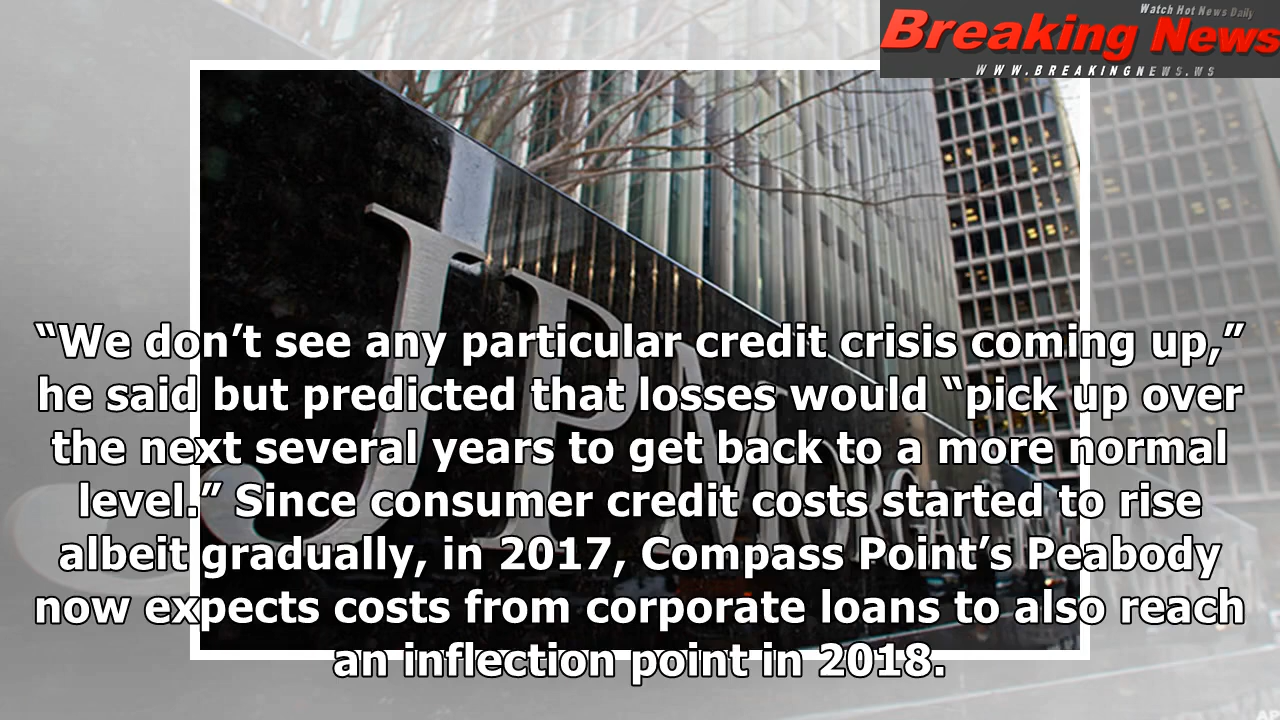 Watch Hot News Daily
Breaking News
WWW.BREAKINGNEWS.WS
JPMORGAN
“We don’t see any particular credit crisis coming up,”
he said but predicted that losses would “pick up over
the next several years to get back to a more normal
level.” Since consumer credit costs started to rise
albeit gradually, in 2017, Compass Point’s Peabody
now expects costs from corporate loans to also reach
an inflection point in 2018.